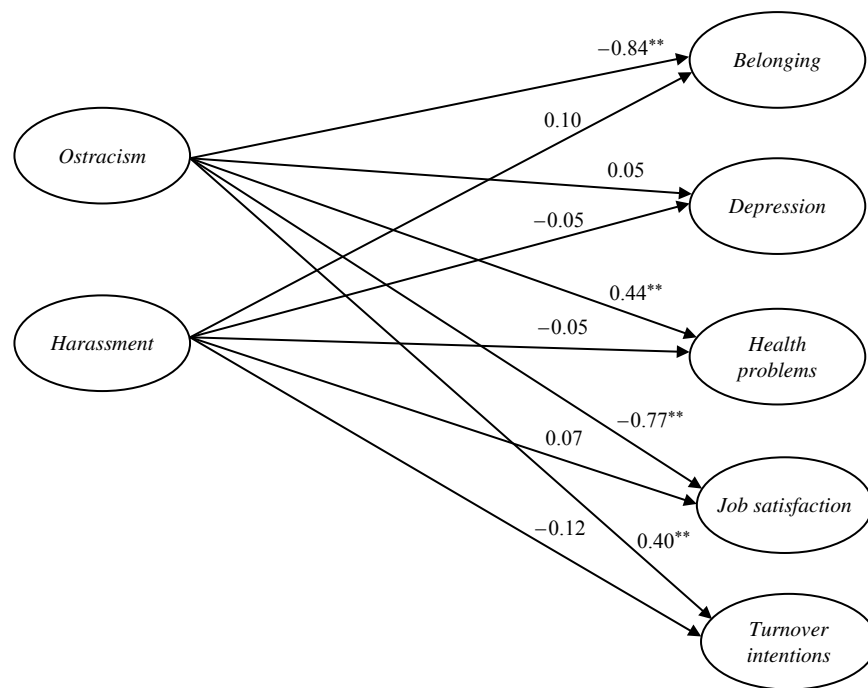 −0.84**
Belonging
0.10
Ostracism
0.05
Depression
−0.05
0.44**
−0.05
Harassment
Health
problems
−0.77**
0.07
Job satisfaction
−0.12
0.40**
Turnover
intentions